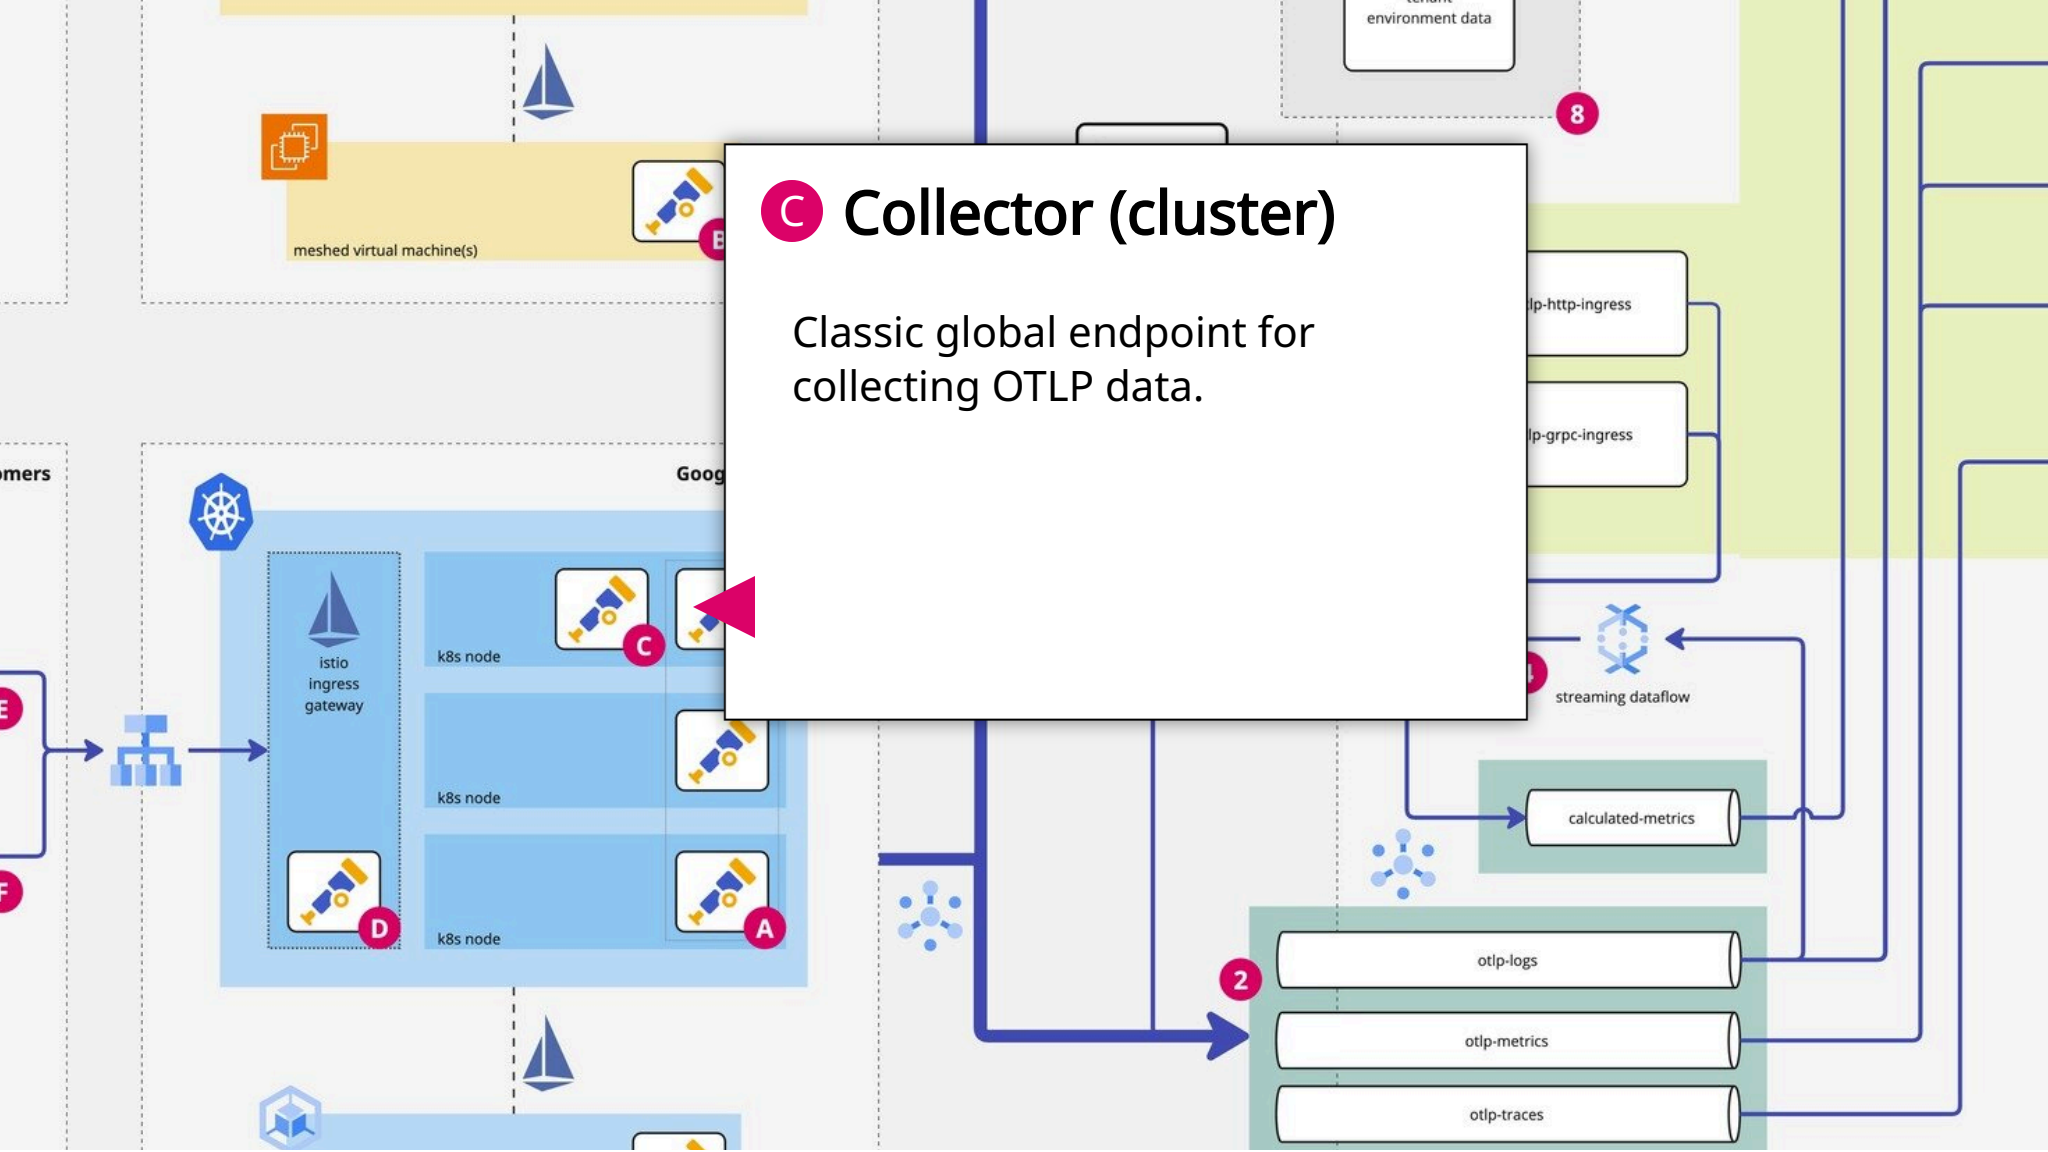 environment data
8
B
meshed virtual machine(s)
C Collector (cluster)
Classic global endpoint for
collecting OTLP data.
lp-http-ingress
lp-grpc-ingress
omers
Goog
istio
ingress
gateway
k8s node
C
k8s node
k8s node
D
A
E
F
4
streaming dataflow
calculated-metrics
2
otlp-logs
otlp-metrics
otlp-traces